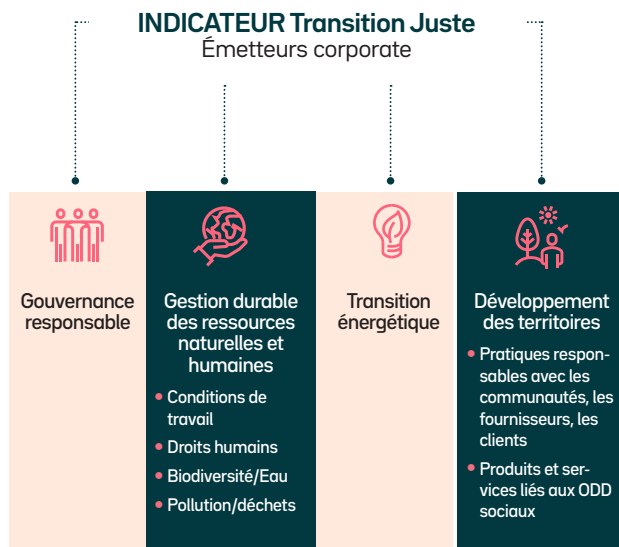 INDICATEUR Transition Juste
Émetteurs corporate
Gouvernance
responsable
Gestion durable
des ressources
naturelles et
humaines
• Conditions de
travail
• Droits humains
• Biodiversité/Eau
• Pollution/déchets
Transition
énergétique
Développement
des territoires
• Pratiques respon-
sables avec les
communautés, les
fournisseurs, les
clients
• Produits et ser-
vices liés aux ODD
sociaux